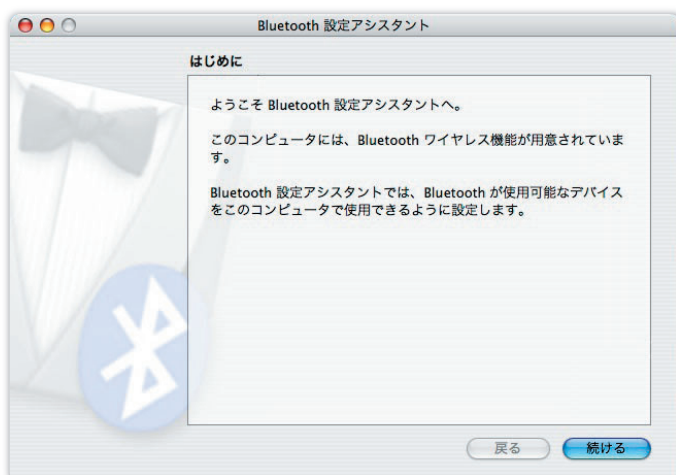 Bluetooth 設定アシスタント
はじめに
ようこそ Bluetooth 設定アシスタントへ。
このコンピュータには、Bluetooth ワイヤレス機能が用意されていま
す。
Bluetooth 設定アシスタントでは、Bluetooth が使用可能なデバイス
をこのコンピュータで使用できるように設定します。
戻る
続ける